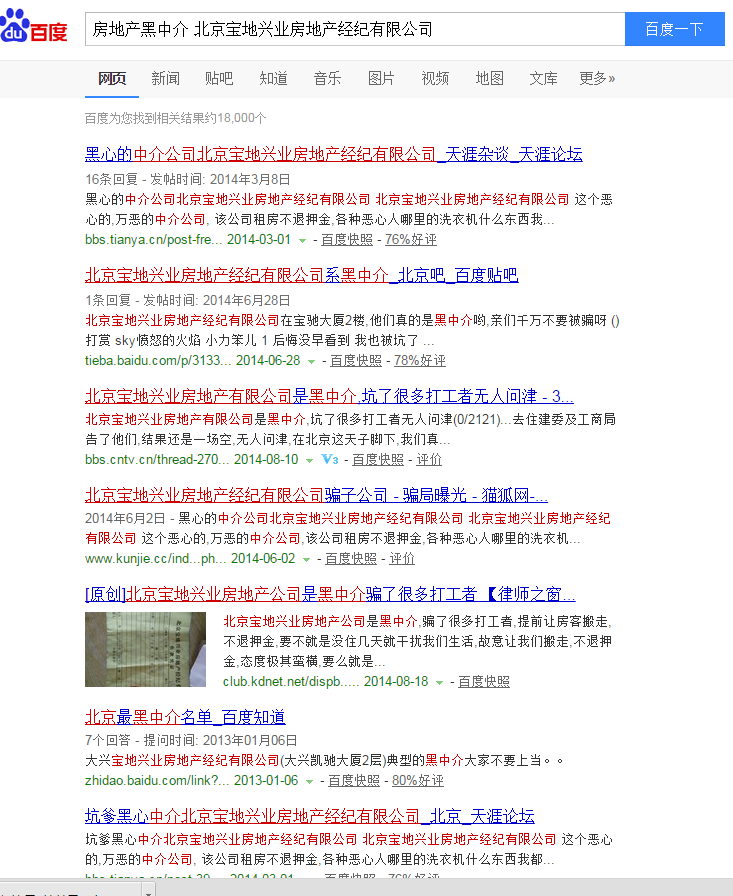 du百度
房地产黑中介 北京宝地兴业房地产经纪有限公司
百度一下
网页 新闻 贴吧 知道 音乐 图片 视频 地图 文库 更多»
百度为您找到相关结果约18,000个
黑心的中介公司北京宝地兴业房地产经纪有限公司_天涯杂谈_天涯论坛
16条回复 - 发帖时间: 2014年3月8日
黑心的中介公司北京宝地兴业房地产经纪有限公司 北京宝地兴业房地产经纪有限公司 这个恶
心的,万恶的中介公司, 该公司租房不退押金,各种恶心人哪里的洗衣机什么东西我...
bbs.tianya.cn/post-fre... 2014-03-01 - 百度快照 - 76%好评
北京宝地兴业房地产经纪有限公司系黑中介_北京吧_百度贴吧
1条回复 - 发帖时间: 2014年6月28日
北京宝地兴业房地产经纪有限公司在宝驰大厦2楼,他们真的是黑中介哟,亲们千万不要被骗呀 ()
打赏 sky愤怒的火焰 小力笨儿 1 后悔没早看到 我也被坑了 ...
tieba.baidu.com/p/3133... 2014-06-28 - 百度快照 - 78%好评
北京宝地兴业房地产有限公司是黑中介,坑了很多打工者无人问津 - 3...
北京宝地兴业房地产有限公司是黑中介,坑了很多打工者无人问津(0/2121)...去住建委及工商局
告了他们,结果还是一场空,无人问津,在北京这天子脚下,我们真...
bbs.cntv.cn/thread-270... 2014-08-10 V3 - 百度快照 - 评价
北京宝地兴业房地产经纪有限公司骗子公司 - 骗局曝光 - 猫狐网-...
2014年6月2日 - 黑心的中介公司北京宝地兴业房地产经纪有限公司 北京宝地兴业房地产经纪
有限公司 这个恶心的,万恶的中介公司,该公司租房不退押金,各种恶心人哪里的洗衣机...
www.kunjie.cc/ind...ph... 2014-06-02 - 百度快照 - 评价
[原创]北京宝地兴业房地产公司是黑中介骗了很多打工者 【律师之窗...
北京宝地兴业房地产公司是黑中介,骗了很多打工者,提前让房客搬走,
不退押金,要不就是没住几天就干扰我们生活,故意让我们搬走,不退押
金,态度极其蛮横,要么就是...
club.kdnet.net/dispb..... 2014-08-18 - 百度快照
北京最黑中介名单_百度知道
7个回答 - 提问时间: 2013年01月06日
大兴宝地兴业房地产经纪有限公司(大兴凯驰大厦2层)典型的黑中介大家不要上当。。
zhidao.baidu.com/link?... 2013-01-06 - 百度快照 - 80%好评
坑爹黑心中介北京宝地兴业房地产经纪有限公司_北京_天涯论坛
坑爹黑心中介北京宝地兴业房地产经纪有限公司 北京宝地兴业房地产经纪有限公司 这个恶心
的,万恶的中介公司, 该公司租房不退押金,各种恶心人哪里的洗衣机什么东西我都...